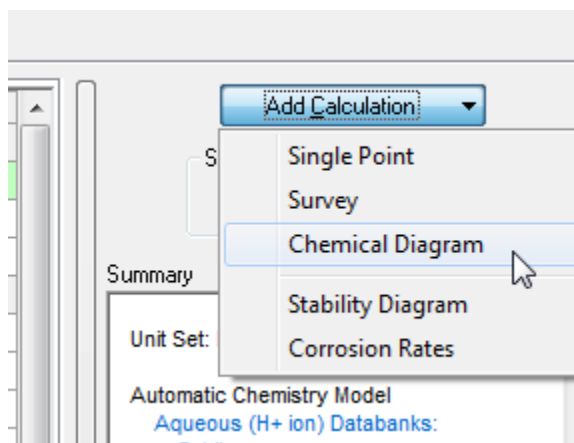 Add Calculation
Single Point
S
Survey
Chemical Diagram
Summary
Stability Diagram
Unit Set:
Corrosion Rates
Automatic Chemistry Model
Aqueous (H+ ion) Databanks: